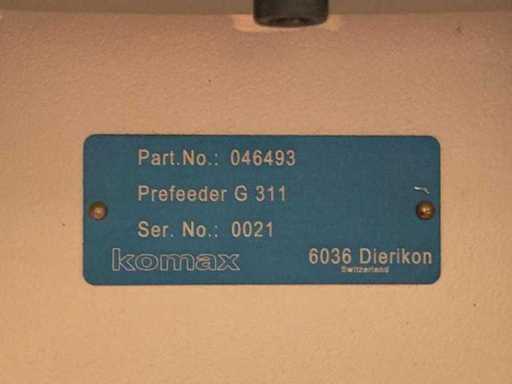 Part.No.: 046493
Prefeeder G 311
Ser. No.: 0021
komax 6036 Dierikon
Switzerland